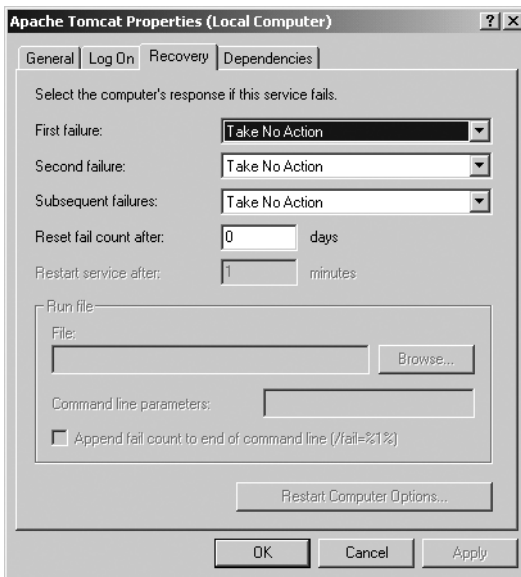 Apache Tomcat Properties (Local Computer) ? x
General Log On Recovery Dependencies
Select the computer's response if this service fails.
First failure: Take No Action
Second failure: Take No Action
Subsequent failures: Take No Action
Reset fail count after: 0 days
Restart service after: 1 minutes
Run file
File:
Browse...
Command line parameters:
Append fail count to end of command line (/fail=%1%)
Restart Computer Options...
OK Cancel Apply